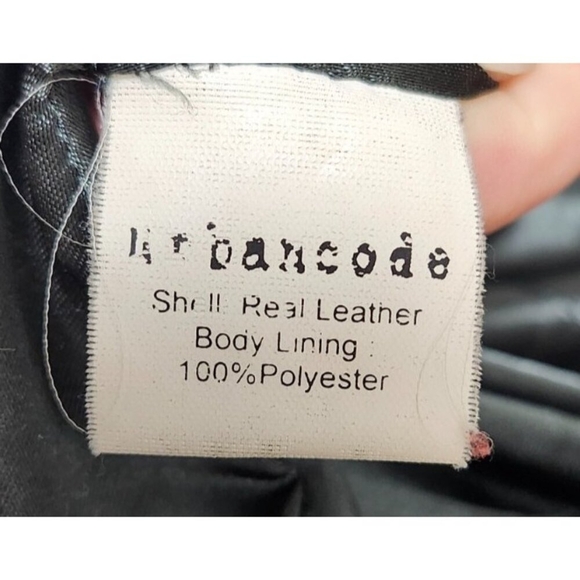 urbancode
Shell Real Leather
Body Lining :
100%Polyester